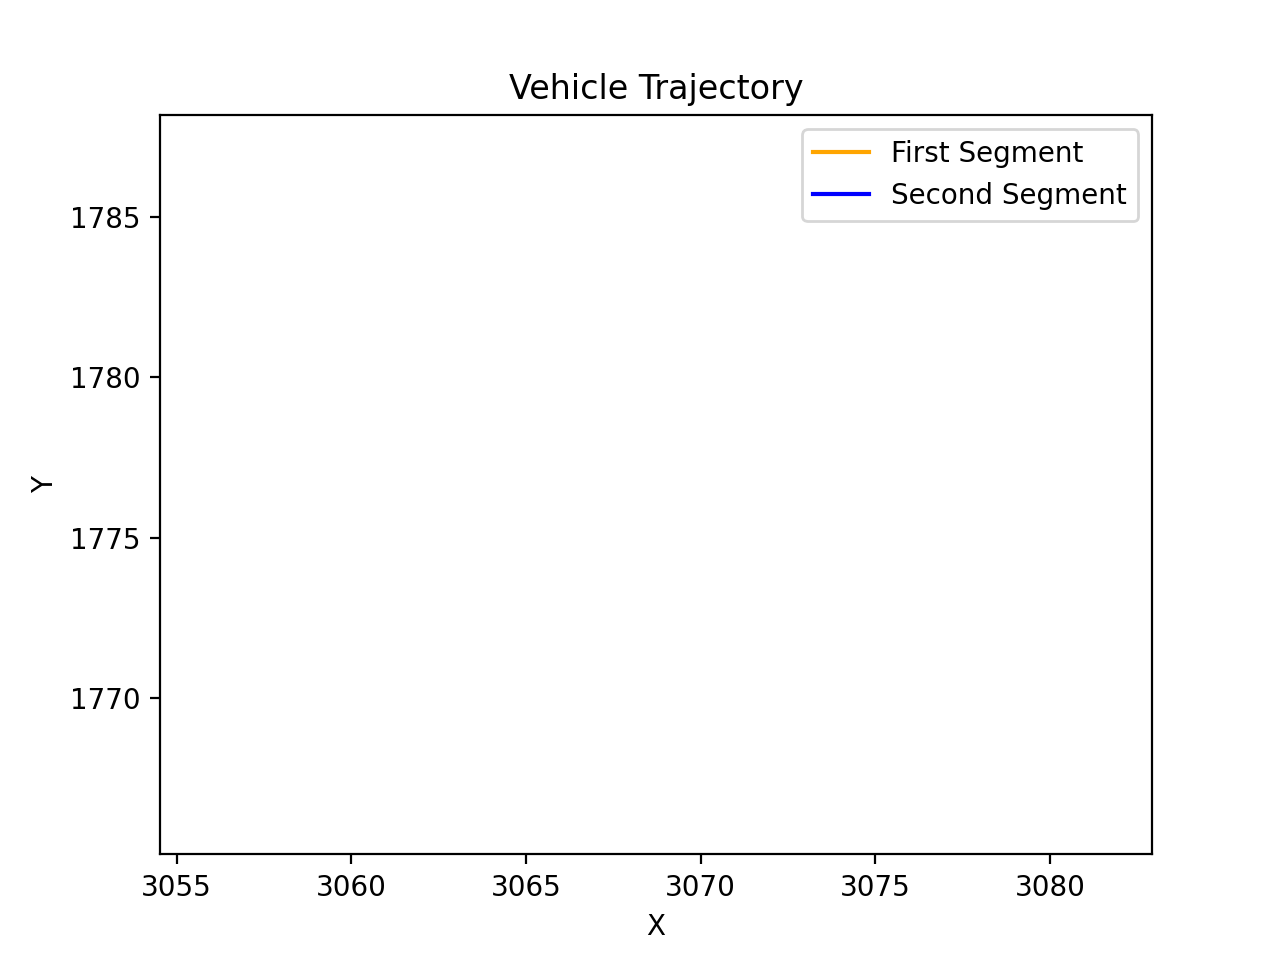 Vehicle Trajectory
First Segment
Second Segment
1785
1780
1775
1770
Y
3055 3060 3065 3070 3075 3080
X